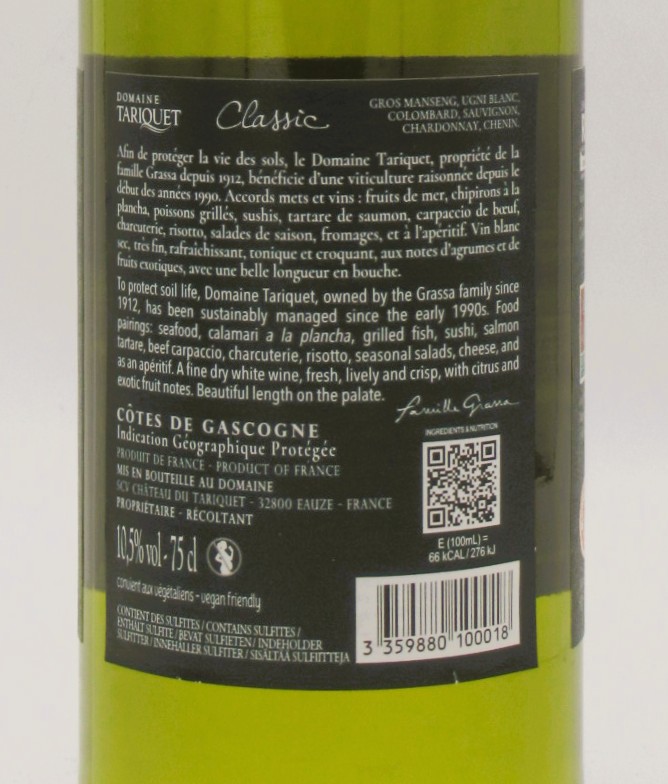 DOMAINE
TARIQUET
Classic
GROS MANSENG, UGNI BLANC,
COLOMBARD, SAUVIGNON,
CHARDONNAY, CHENIN.
Afin de protéger la vie des sols, le Domaine Tariquet, propriété de la
famille Grassa depuis 1912, bénéficie d'une viticulture raisonnée depuis le
début des années 1990. Accords mets et vins : fruits de mer, chipirons à la
plancha, poissons grillés, sushis, tartare de saumon, carpaccio de bœuf,
charcuterie, risotto, salades de saison, fromages, et à l'apéritif. Vin blanc
sec, très fin, rafraîchissant, tonique et croquant, aux notes d'agrumes et de
fruits exotiques, avec une belle longueur en bouche.
To protect soil life, Domaine Tariquet, owned by the Grassa family since
1912, has been sustainably managed since the early 1990s. Food
pairings: seafood, calamari a la plancha, grilled fish, sushi, salmon
tartare, beef carpaccio, charcuterie, risotto, seasonal salads, cheese, and
as an apéritif. A fine dry white wine, fresh, lively and crisp, with citrus and
exotic fruit notes. Beautiful length on the palate.
Famille Grassa
CÔTES DE GASCOGNE
Indication Géographique Protégée
PRODUIT DE FRANCE - PRODUCT OF FRANCE
MIS EN BOUTEILLE AU DOMAINE
SCV CHÂTEAU DU TARIQUET - 32800 EAUZE - FRANCE
PROPRIÉTAIRE - RÉCOLTANT
INGREDIENTS & NUTRITION
E (100mL) =
66 kCAL / 276 kJ
10,5% vol - 75 cl
convient aux végétaliens - vegan friendly
CONTIENT DES SULFITES / CONTAINS SULFITES /
ENTHÄLT SULFITE / BEVAT SULFIETEN / INDEHOLDER
SULFITTER / INNEHÅLLER SULFITTER / SISÄLTÄÄ SULFIITTEJA
3 359880 100018